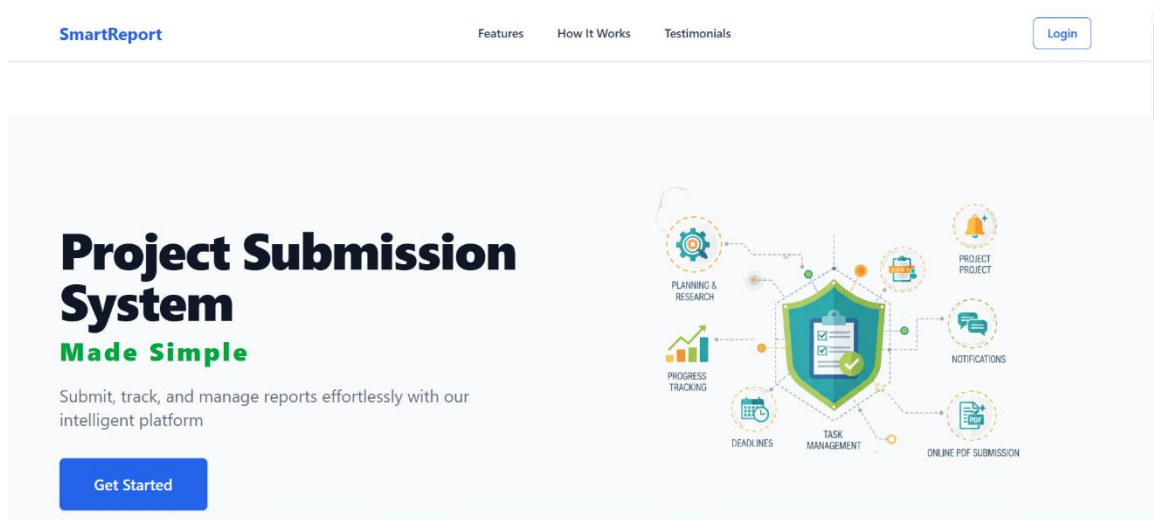 SmartReport
Features
How It Works
Testimonials
Login
Project Submission
System
Made Simple
Submit, track, and manage reports effortlessly with our
intelligent platform
Get Started
PLANNING &
RESEARCH
PROJECT
PROJECT
PROGRESS
TRACKING
NOTIFICATIONS
DEADLINES
TASK
MANAGEMENT
PDF
ONLINE PDF SUBMISSION